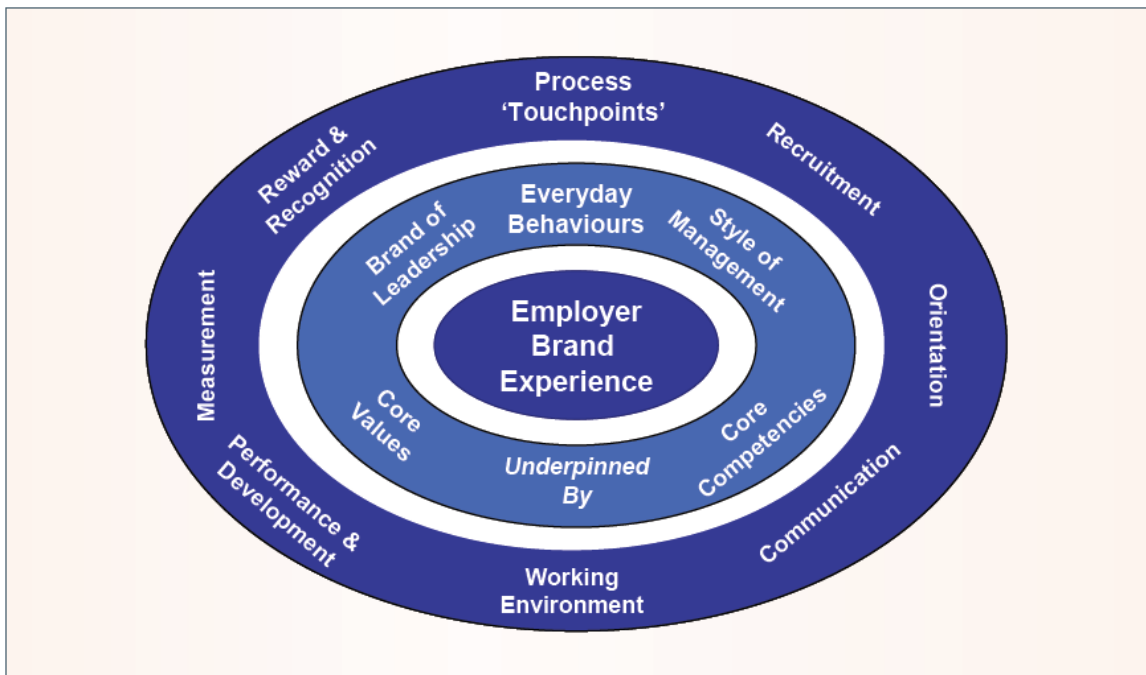 Process
‘Touchpoints’
Recruitment
Orientation
Communication
Working
Environment
Performance &
Development
Measurement
Reward &
Recognition
Everyday
Behaviours
Style of
Management
Core
Competencies
Underpinned
By
Core
Values
Brand of
Leadership
Employer
Brand
Experience